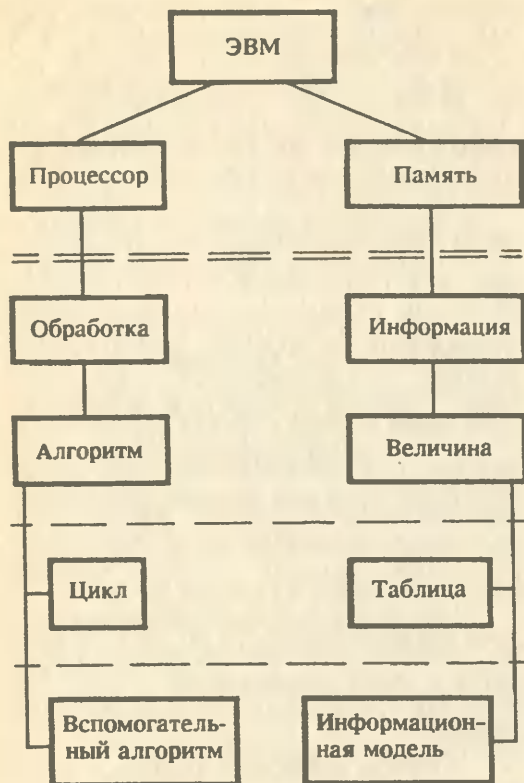 ЭВМ
Процессор
Память
Обработка
Информация
Алгоритм
Величина
Цикл
Таблица
Вспомогатель-
ный алгоритм
Информацион-
ная модель